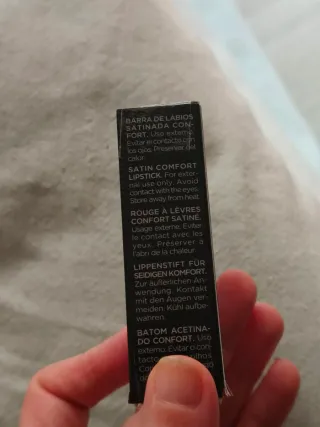 BARRA DE LABIOS
SATINADA CON-
FORT. Uso externo.
Evitar el contacto con
los ojos. Preservar del
calor.
SATIN COMFORT
LIPSTICK. For exter-
nal use only. Avoid
contact with the eyes.
Store away from heat.
ROUGE À LÈVRES
CONFORT SATINÉ.
Usage externe. Eviter
le contact avec les
yeux. Préserver à
l'abri de la chaleur.
LIPPENSTIFT FÜR
SEIDIGEN KOMFORT.
Zur äußerlichen An-
wendung. Kontakt
mit den Augen ver-
meiden. Kühl aufbe-
wahren.
BATOM ACETINA-
DO CONFORT. Uso
externo. Evitar o con-
tacto olhos.